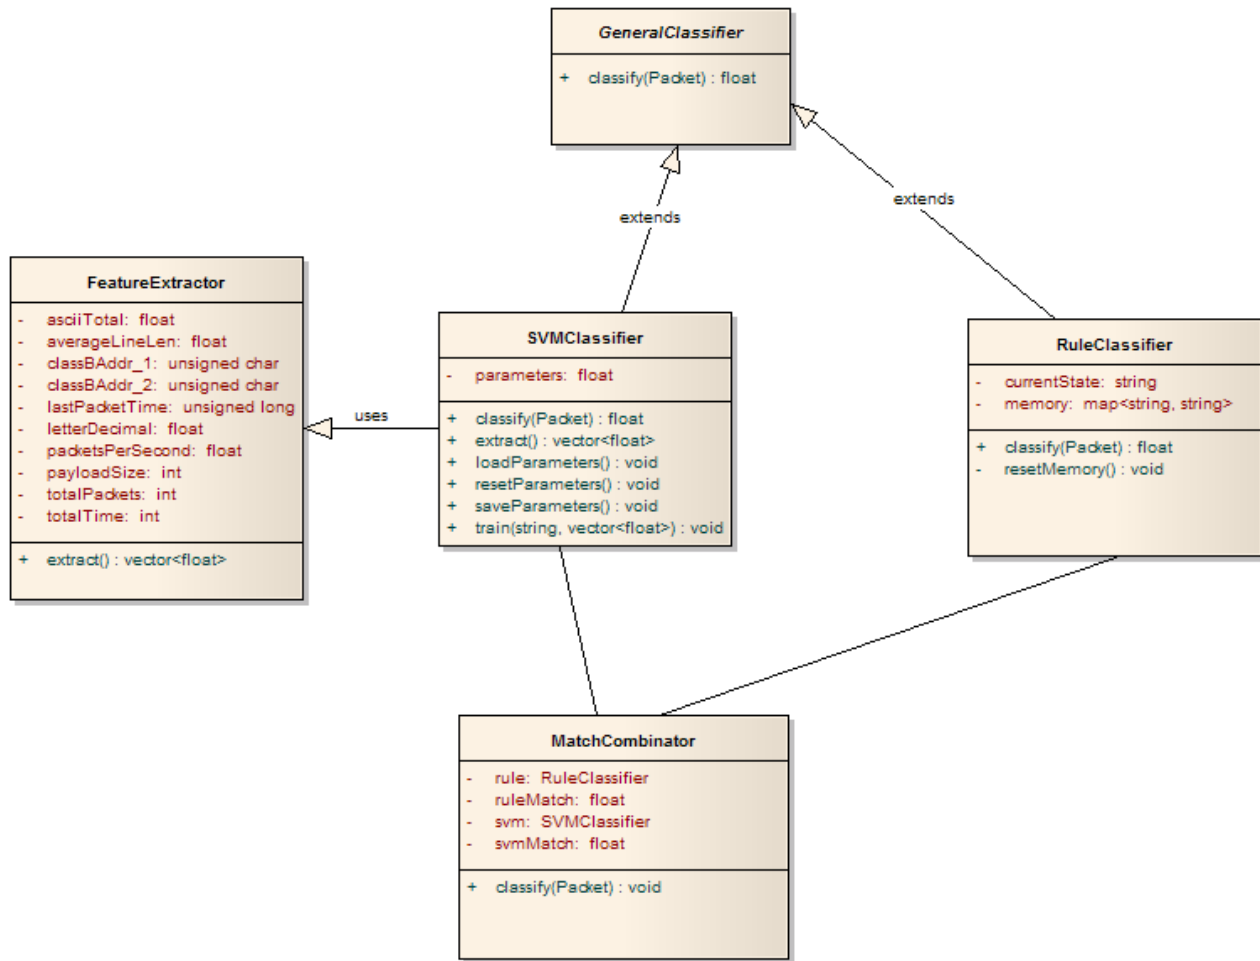 GeneralClassifier
+ classify(Packet) : float
extends
extends
FeatureExtractor
- asciiTotal: float
- averageLineLen: float
- classBAddr_1: unsigned char
- classBAddr_2: unsigned char
- lastPacketTime: unsigned long
- letterDecimal: float
- packetsPerSecond: float
- payloadSize: int
- totalPackets: int
- totalTime: int
+ extract() : vector<float>
uses
SVMClassifier
- parameters: float
+ classify(Packet) : float
+ extract() : vector<float>
+ loadParameters() : void
+ resetParameters() : void
+ saveParameters() : void
+ train(string, vector<float>) : void
RuleClassifier
- currentState: string
- memory: map<string, string>
+ classify(Packet) : float
- resetMemory() : void
MatchCombinator
- rule: RuleClassifier
- ruleMatch: float
- svm: SVMClassifier
- svmMatch: float
+ classify(Packet) : void